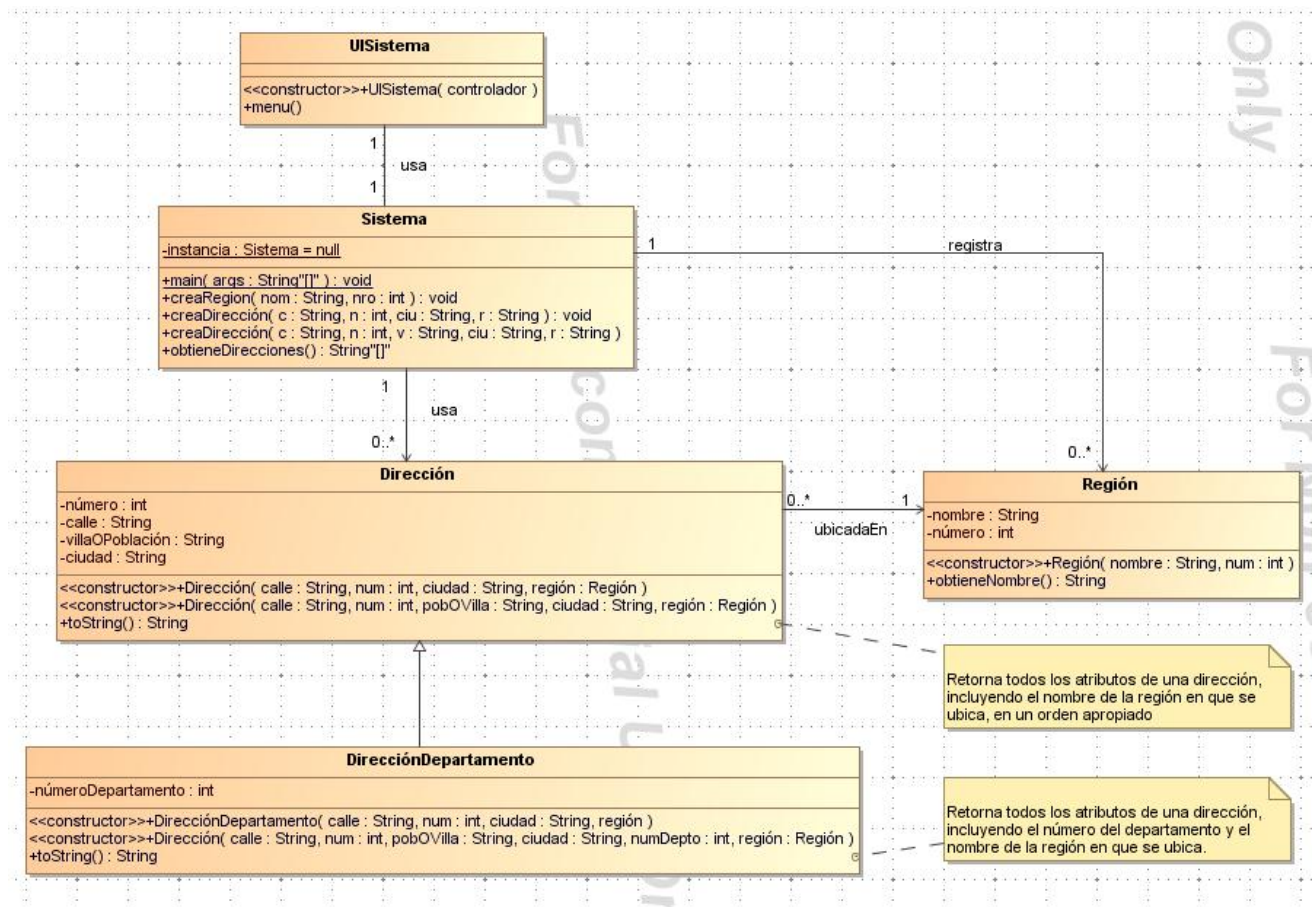 UISistema
<<constructor>>+UISistema( controlador )
+menu()
1
usa
1
Sistema
-instancia : Sistema = null
+main( args : String"[]" ) : void
+creaRegion( nom : String, nro : int ) : void
+creaDirección( c : String, n : int, ciu : String, r : String ) : void
+creaDirección( c : String, n : int, v : String, ciu : String, r : String )
+obtieneDirecciones() : String"[]"
1
registra
0..*
1
usa
0..*
Dirección
-número : int
-calle : String
-villaOPoblación : String
-ciudad : String
<<constructor>>+Dirección( calle : String, num : int, ciudad : String, región : Región )
<<constructor>>+Dirección( calle : String, num : int, pobOVilla : String, ciudad : String, región : Región )
+toString() : String
0..*
1
ubicadaEn
Región
-nombre : String
-número : int
<<constructor>>+Región( nombre : String, num : int )
+obtieneNombre() : String
Retorna todos los atributos de una dirección,
incluyendo el nombre de la región en que se
ubica, en un orden apropiado
DirecciónDepartamento
-númeroDepartamento : int
<<constructor>>+DirecciónDepartamento( calle : String, num : int, ciudad : String, región )
<<constructor>>+Dirección( calle : String, num : int, pobOVilla : String, ciudad : String, numDepto : int, región : Región )
+toString() : String
Retorna todos los atributos de una dirección,
incluyendo el número del departamento y el
nombre de la región en que se ubica.
Only